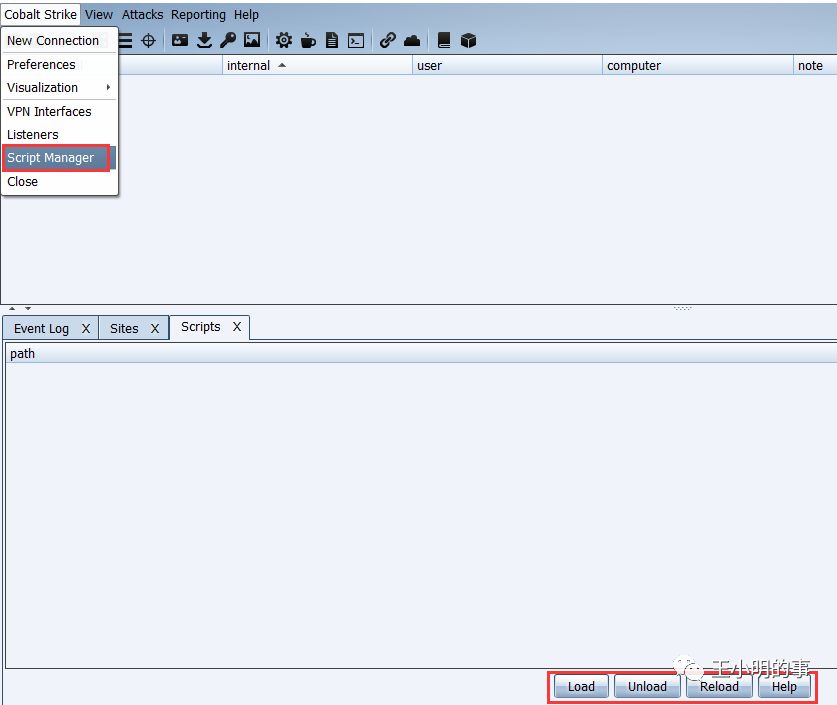 Cobalt Strike View Attacks Reporting Help
New Connection
Preferences
Visualization
VPN Interfaces
Listeners
Script Manager
Close
internal user computer note
Event Log X Sites X Scripts X
path
王小明的事
Load Unload Reload Help